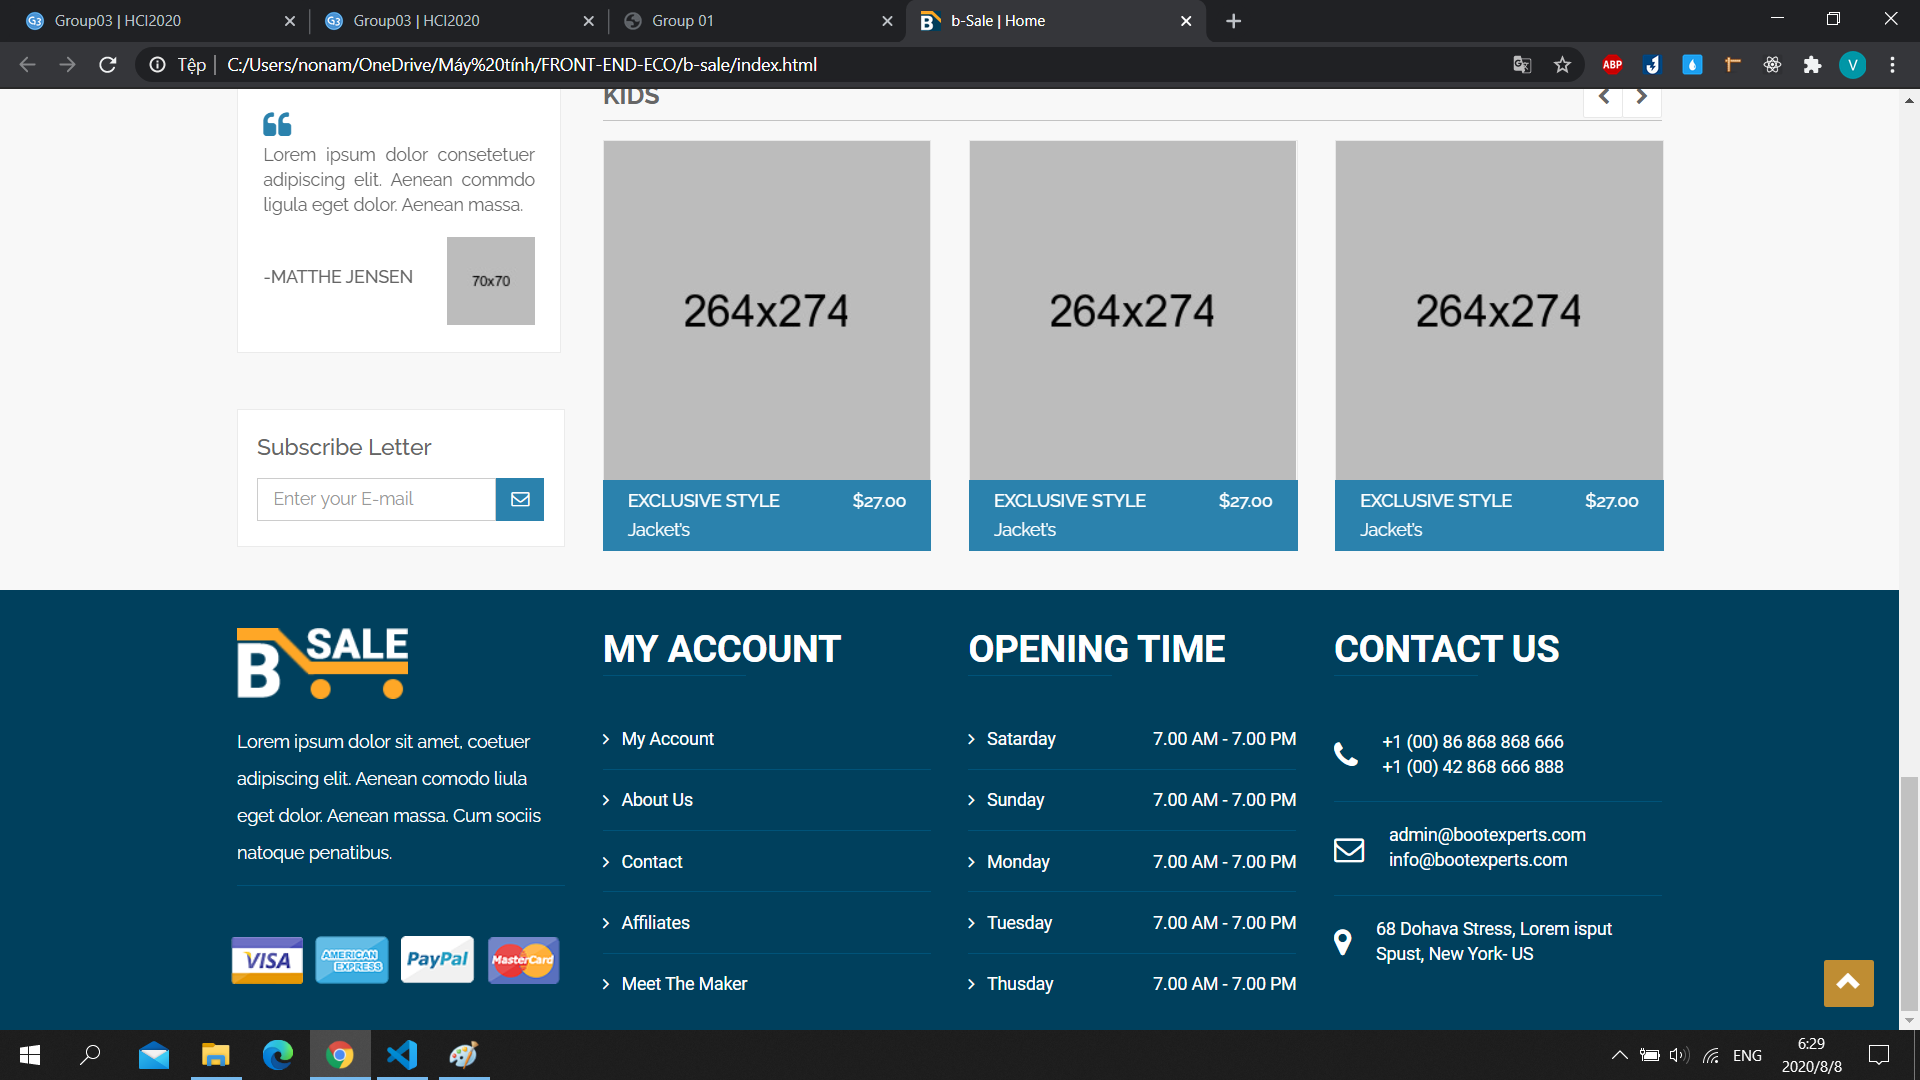 Group03 | HCI2020
Group03 | HCI2020
Group 01
b-Sale | Home
Tệp
C:/Users/nonam/OneDrive/Máy%20tính/FRONT-END-ECO/b-sale/index.html
ABP
V
Lorem ipsum dolor consetetuer
adipiscing elit. Aenean commdo
ligula eget dolor. Aenean massa.
-MATTHE JENSEN
70x70
Subscribe Letter
Enter your E-mail
KIDS
264x274
264x274
264x274
EXCLUSIVE STYLE $27.00
Jacket's
EXCLUSIVE STYLE $27.00
Jacket's
EXCLUSIVE STYLE $27.00
Jacket's
B SALE
Lorem ipsum dolor sit amet, coetuer
adipiscing elit. Aenean comodo liula
eget dolor. Aenean massa. Cum sociis
natoque penatibus.
VISA
AMERICAN EXPRESS
PayPal
MasterCard
MY ACCOUNT
My Account
About Us
Contact
Affiliates
Meet The Maker
OPENING TIME
Satarday 7.00 AM - 7.00 PM
Sunday 7.00 AM - 7.00 PM
Monday 7.00 AM - 7.00 PM
Tuesday 7.00 AM - 7.00 PM
Thusday 7.00 AM - 7.00 PM
CONTACT US
+1 (00) 86 868 868 666
+1 (00) 42 868 666 888
admin@bootexperts.com
info@bootexperts.com
68 Dohava Stress, Lorem isput
Spust, New York- US
ENG
6:29
2020/8/8